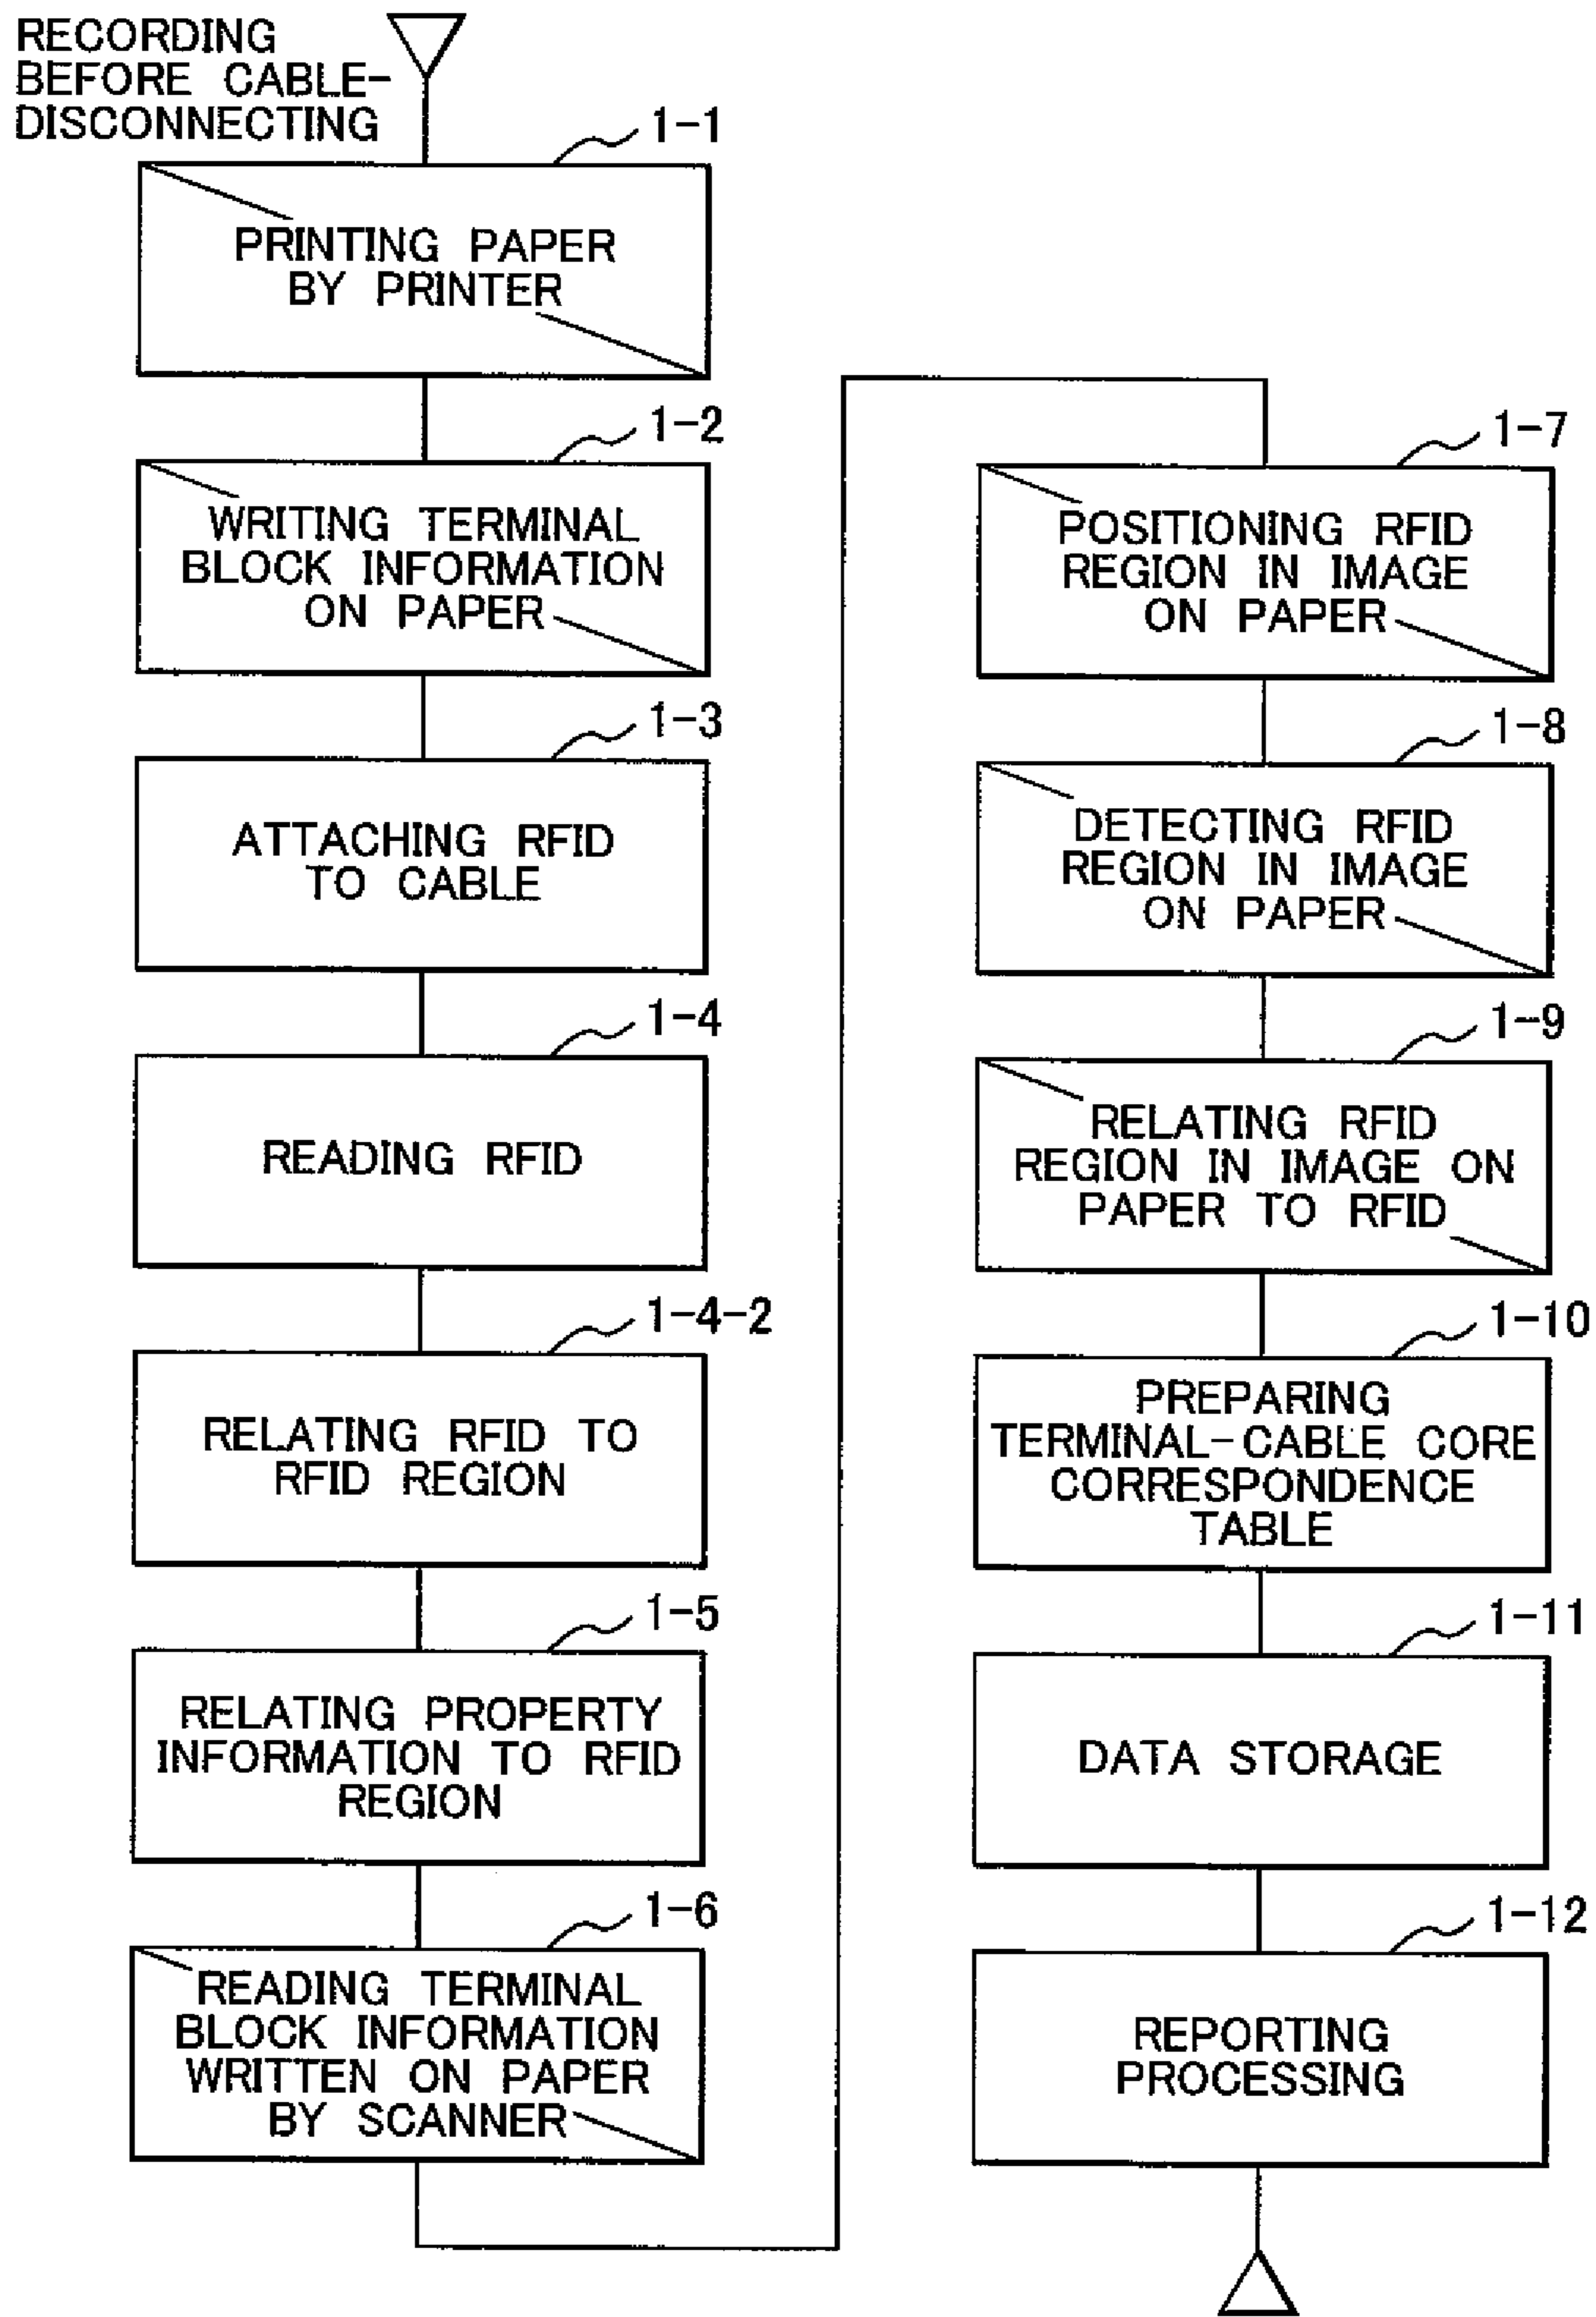 RECORDING
BEFORE CABLE-
DISCONNECTING
1-1
PRINTING PAPER
BY PRINTER
1-2
WRITING TERMINAL
BLOCK INFORMATION
ON PAPER
1-3
ATTACHING RFID
TO CABLE
1-4
READING RFID
1-4-2
RELATING RFID TO
RFID REGION
1-5
RELATING PROPERTY
INFORMATION TO RFID
REGION
1-6
READING TERMINAL
BLOCK INFORMATION
WRITTEN ON PAPER
BY SCANNER
1-7
POSITIONING RFID
REGION IN IMAGE
ON PAPER
1-8
DETECTING RFID
REGION IN IMAGE
ON PAPER
1-9
RELATING RFID
REGION IN IMAGE ON
PAPER TO RFID
1-10
PREPARING
TERMINAL-CABLE CORE
CORRESPONDENCE
TABLE
1-11
DATA STORAGE
1-12
REPORTING
PROCESSING